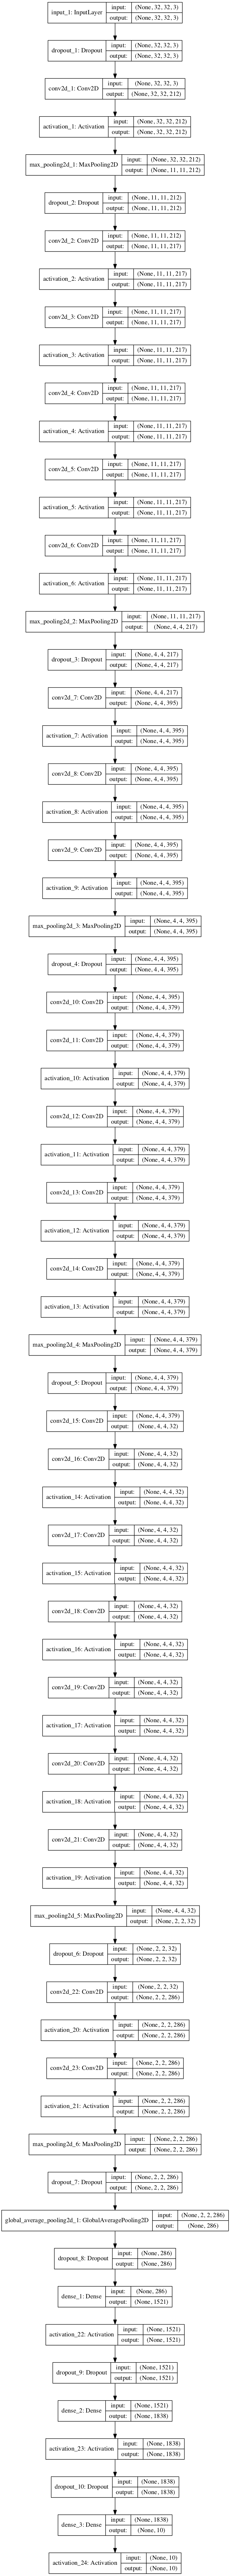 input_1: InputLayer
input: (None, 32, 32, 3)
output: (None, 32, 32, 3)
dropout_1: Dropout
input: (None, 32, 32, 3)
output: (None, 32, 32, 3)
conv2d_1: Conv2D
input: (None, 32, 32, 3)
output: (None, 32, 32, 212)
activation_1: Activation
input: (None, 32, 32, 212)
output: (None, 32, 32, 212)
max_pooling2d_1: MaxPooling2D
input: (None, 32, 32, 212)
output: (None, 11, 11, 212)
dropout_2: Dropout
input: (None, 11, 11, 212)
output: (None, 11, 11, 212)
conv2d_2: Conv2D
input: (None, 11, 11, 212)
output: (None, 11, 11, 217)
activation_2: Activation
input: (None, 11, 11, 217)
output: (None, 11, 11, 217)
conv2d_3: Conv2D
input: (None, 11, 11, 217)
output: (None, 11, 11, 217)
activation_3: Activation
input: (None, 11, 11, 217)
output: (None, 11, 11, 217)
conv2d_4: Conv2D
input: (None, 11, 11, 217)
output: (None, 11, 11, 217)
activation_4: Activation
input: (None, 11, 11, 217)
output: (None, 11, 11, 217)
conv2d_5: Conv2D
input: (None, 11, 11, 217)
output: (None, 11, 11, 217)
activation_5: Activation
input: (None, 11, 11, 217)
output: (None, 11, 11, 217)
conv2d_6: Conv2D
input: (None, 11, 11, 217)
output: (None, 11, 11, 217)
activation_6: Activation
input: (None, 11, 11, 217)
output: (None, 11, 11, 217)
max_pooling2d_2: MaxPooling2D
input: (None, 11, 11, 217)
output: (None, 4, 4, 217)
dropout_3: Dropout
input: (None, 4, 4, 217)
output: (None, 4, 4, 217)
conv2d_7: Conv2D
input: (None, 4, 4, 217)
output: (None, 4, 4, 395)
activation_7: Activation
input: (None, 4, 4, 395)
output: (None, 4, 4, 395)
conv2d_8: Conv2D
input: (None, 4, 4, 395)
output: (None, 4, 4, 395)
activation_8: Activation
input: (None, 4, 4, 395)
output: (None, 4, 4, 395)
conv2d_9: Conv2D
input: (None, 4, 4, 395)
output: (None, 4, 4, 395)
activation_9: Activation
input: (None, 4, 4, 395)
output: (None, 4, 4, 395)
max_pooling2d_3: MaxPooling2D
input: (None, 4, 4, 395)
output: (None, 4, 4, 395)
dropout_4: Dropout
input: (None, 4, 4, 395)
output: (None, 4, 4, 395)
conv2d_10: Conv2D
input: (None, 4, 4, 395)
output: (None, 4, 4, 379)
conv2d_11: Conv2D
input: (None, 4, 4, 379)
output: (None, 4, 4, 379)
activation_10: Activation
input: (None, 4, 4, 379)
output: (None, 4, 4, 379)
conv2d_12: Conv2D
input: (None, 4, 4, 379)
output: (None, 4, 4, 379)
activation_11: Activation
input: (None, 4, 4, 379)
output: (None, 4, 4, 379)
conv2d_13: Conv2D
input: (None, 4, 4, 379)
output: (None, 4, 4, 379)
activation_12: Activation
input: (None, 4, 4, 379)
output: (None, 4, 4, 379)
conv2d_14: Conv2D
input: (None, 4, 4, 379)
output: (None, 4, 4, 379)
activation_13: Activation
input: (None, 4, 4, 379)
output: (None, 4, 4, 379)
max_pooling2d_4: MaxPooling2D
input: (None, 4, 4, 379)
output: (None, 4, 4, 379)
dropout_5: Dropout
input: (None, 4, 4, 379)
output: (None, 4, 4, 379)
conv2d_15: Conv2D
input: (None, 4, 4, 379)
output: (None, 4, 4, 32)
conv2d_16: Conv2D
input: (None, 4, 4, 32)
output: (None, 4, 4, 32)
activation_14: Activation
input: (None, 4, 4, 32)
output: (None, 4, 4, 32)
conv2d_17: Conv2D
input: (None, 4, 4, 32)
output: (None, 4, 4, 32)
activation_15: Activation
input: (None, 4, 4, 32)
output: (None, 4, 4, 32)
conv2d_18: Conv2D
input: (None, 4, 4, 32)
output: (None, 4, 4, 32)
activation_16: Activation
input: (None, 4, 4, 32)
output: (None, 4, 4, 32)
conv2d_19: Conv2D
input: (None, 4, 4, 32)
output: (None, 4, 4, 32)
activation_17: Activation
input: (None, 4, 4, 32)
output: (None, 4, 4, 32)
conv2d_20: Conv2D
input: (None, 4, 4, 32)
output: (None, 4, 4, 32)
activation_18: Activation
input: (None, 4, 4, 32)
output: (None, 4, 4, 32)
conv2d_21: Conv2D
input: (None, 4, 4, 32)
output: (None, 4, 4, 32)
activation_19: Activation
input: (None, 4, 4, 32)
output: (None, 4, 4, 32)
max_pooling2d_5: MaxPooling2D
input: (None, 4, 4, 32)
output: (None, 2, 2, 32)
dropout_6: Dropout
input: (None, 2, 2, 32)
output: (None, 2, 2, 32)
conv2d_22: Conv2D
input: (None, 2, 2, 32)
output: (None, 2, 2, 286)
activation_20: Activation
input: (None, 2, 2, 286)
output: (None, 2, 2, 286)
conv2d_23: Conv2D
input: (None, 2, 2, 286)
output: (None, 2, 2, 286)
activation_21: Activation
input: (None, 2, 2, 286)
output: (None, 2, 2, 286)
max_pooling2d_6: MaxPooling2D
input: (None, 2, 2, 286)
output: (None, 2, 2, 286)
dropout_7: Dropout
input: (None, 2, 2, 286)
output: (None, 2, 2, 286)
global_average_pooling2d_1: GlobalAveragePooling2D
input: (None, 2, 2, 286)
output: (None, 286)
dropout_8: Dropout
input: (None, 286)
output: (None, 286)
dense_1: Dense
input: (None, 286)
output: (None, 1521)
activation_22: Activation
input: (None, 1521)
output: (None, 1521)
dropout_9: Dropout
input: (None, 1521)
output: (None, 1521)
dense_2: Dense
input: (None, 1521)
output: (None, 1838)
activation_23: Activation
input: (None, 1838)
output: (None, 1838)
dropout_10: Dropout
input: (None, 1838)
output: (None, 1838)
dense_3: Dense
input: (None, 1838)
output: (None, 10)
activation_24: Activation
input: (None, 10)
output: (None, 10)